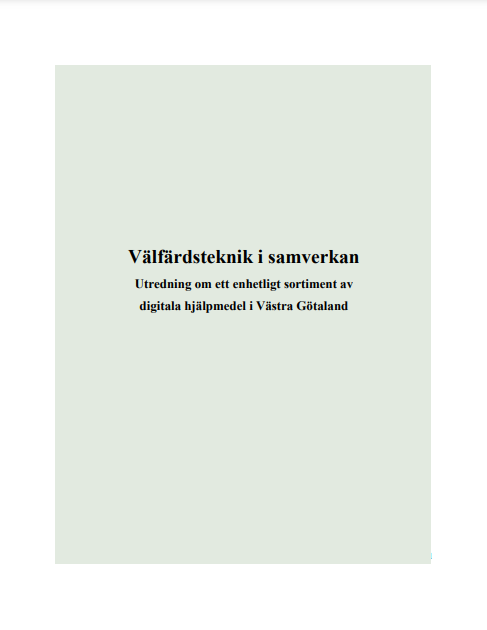 Välfärdsteknik i samverkan
Utredning om ett enhetligt sortiment av
digitala hjälpmedel i Västra Götaland